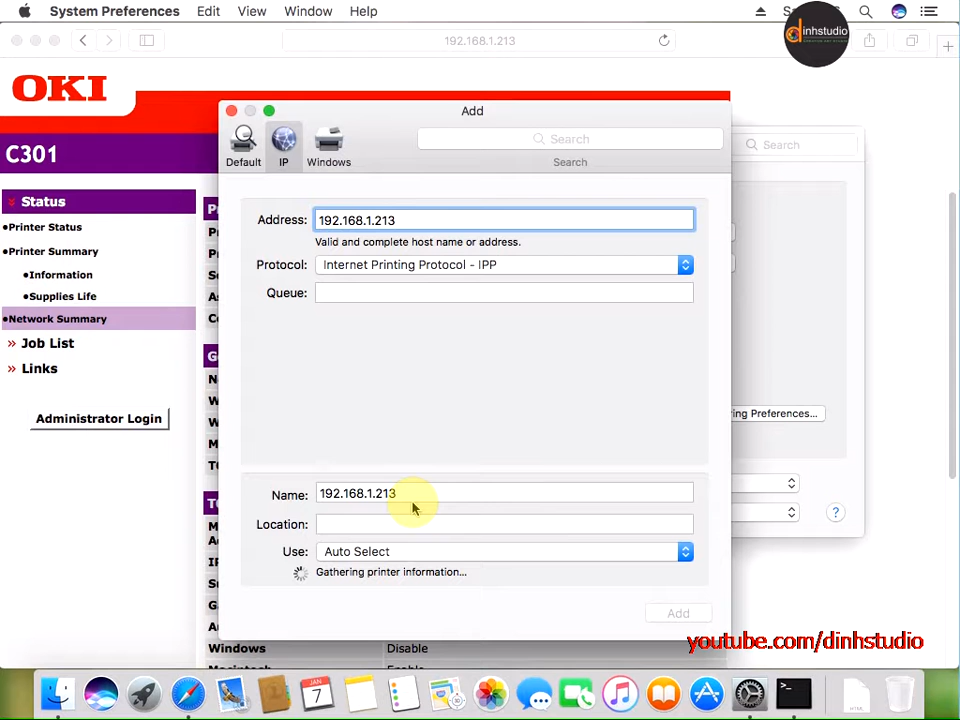 System Preferences Edit View Window Help
192.168.1.213
dinhstudio
OKI
C301
Status
Printer Status
Printer Summary
Information
Supplies Life
Network Summary
Job List
Links
Administrator Login
Add
Default
IP
Windows
Search
Search
Search
Address: 192.168.1.213
Valid and complete host name or address.
Protocol: Internet Printing Protocol - IPP
Queue:
Preferences...
?
Name: 192.168.1.213
Location:
Use: Auto Select
Gathering printer information...
Add
Windows Disable
youtube.com/dinhstudio
7